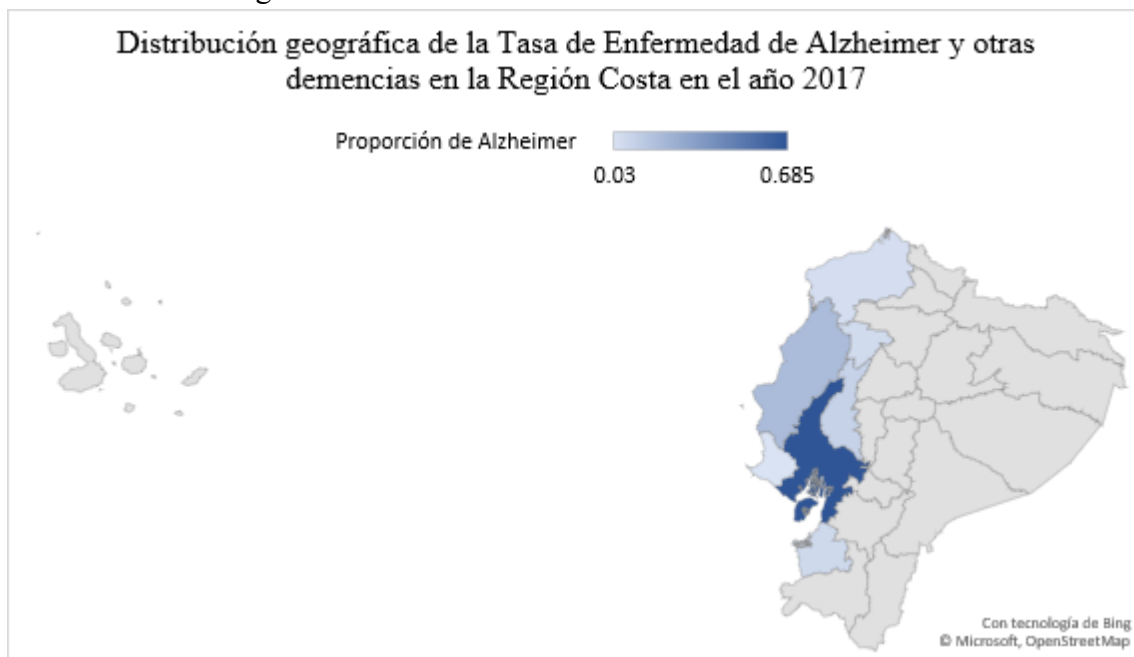 Distribución geográfica de la Tasa de Enfermedad de Alzheimer y otras
demencias en la Región Costa en el año 2017
Proporción de Alzheimer
0.03 0.685
Con tecnología de Bing
© Microsoft, OpenStreetMap